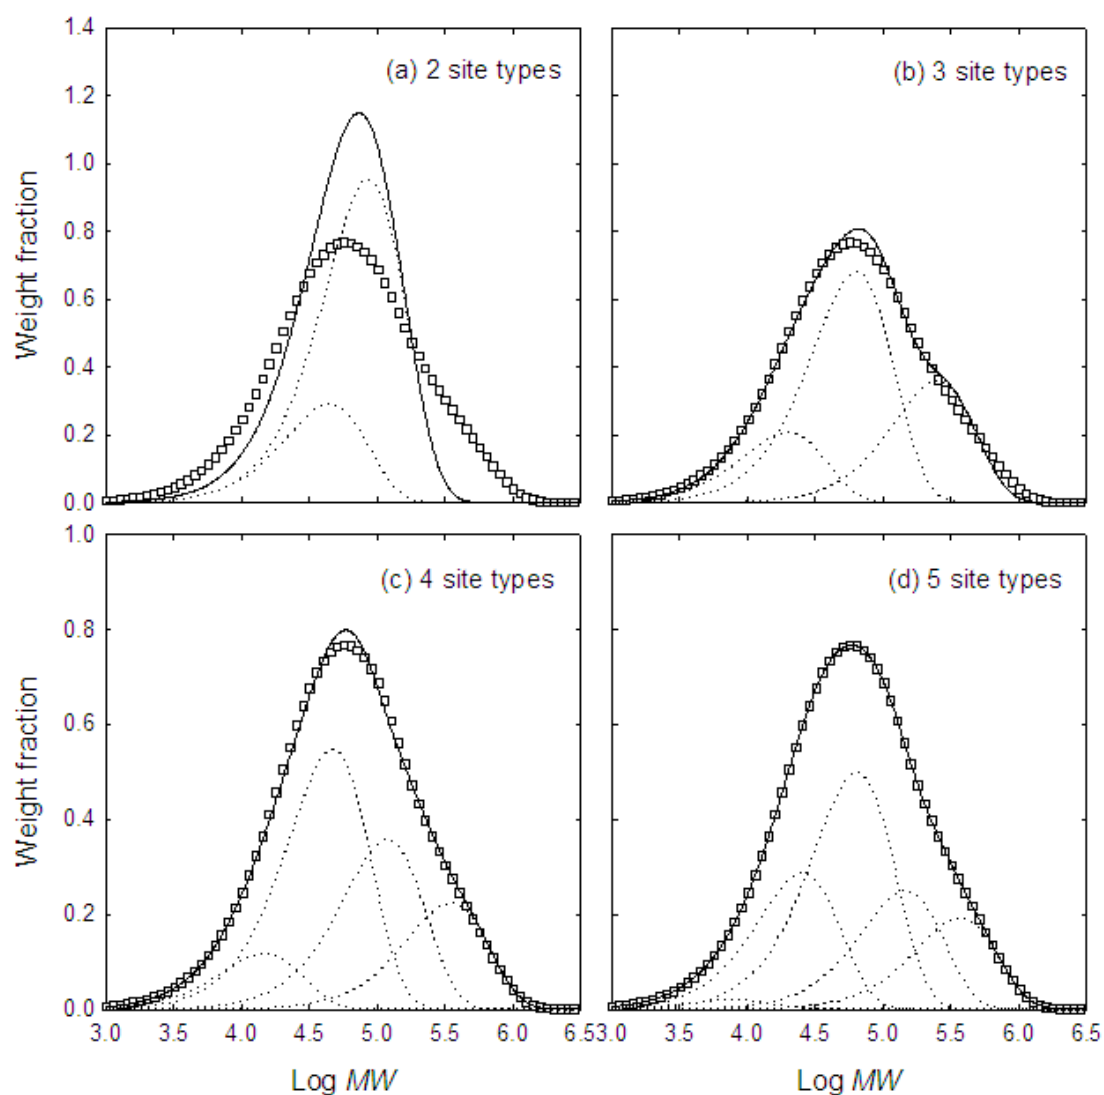 1.4
1.2
1.0
0.8
0.6
0.4
0.2
0.0
Weight fraction
(a) 2 site types
(b) 3 site types
1.0
0.8
0.6
0.4
0.2
0.0
Weight fraction
(c) 4 site types
(d) 5 site types
3.0 3.5 4.0 4.5 5.0 5.5 6.0 6.5
3.0 3.5 4.0 4.5 5.0 5.5 6.0 6.5
Log MW
Log MW